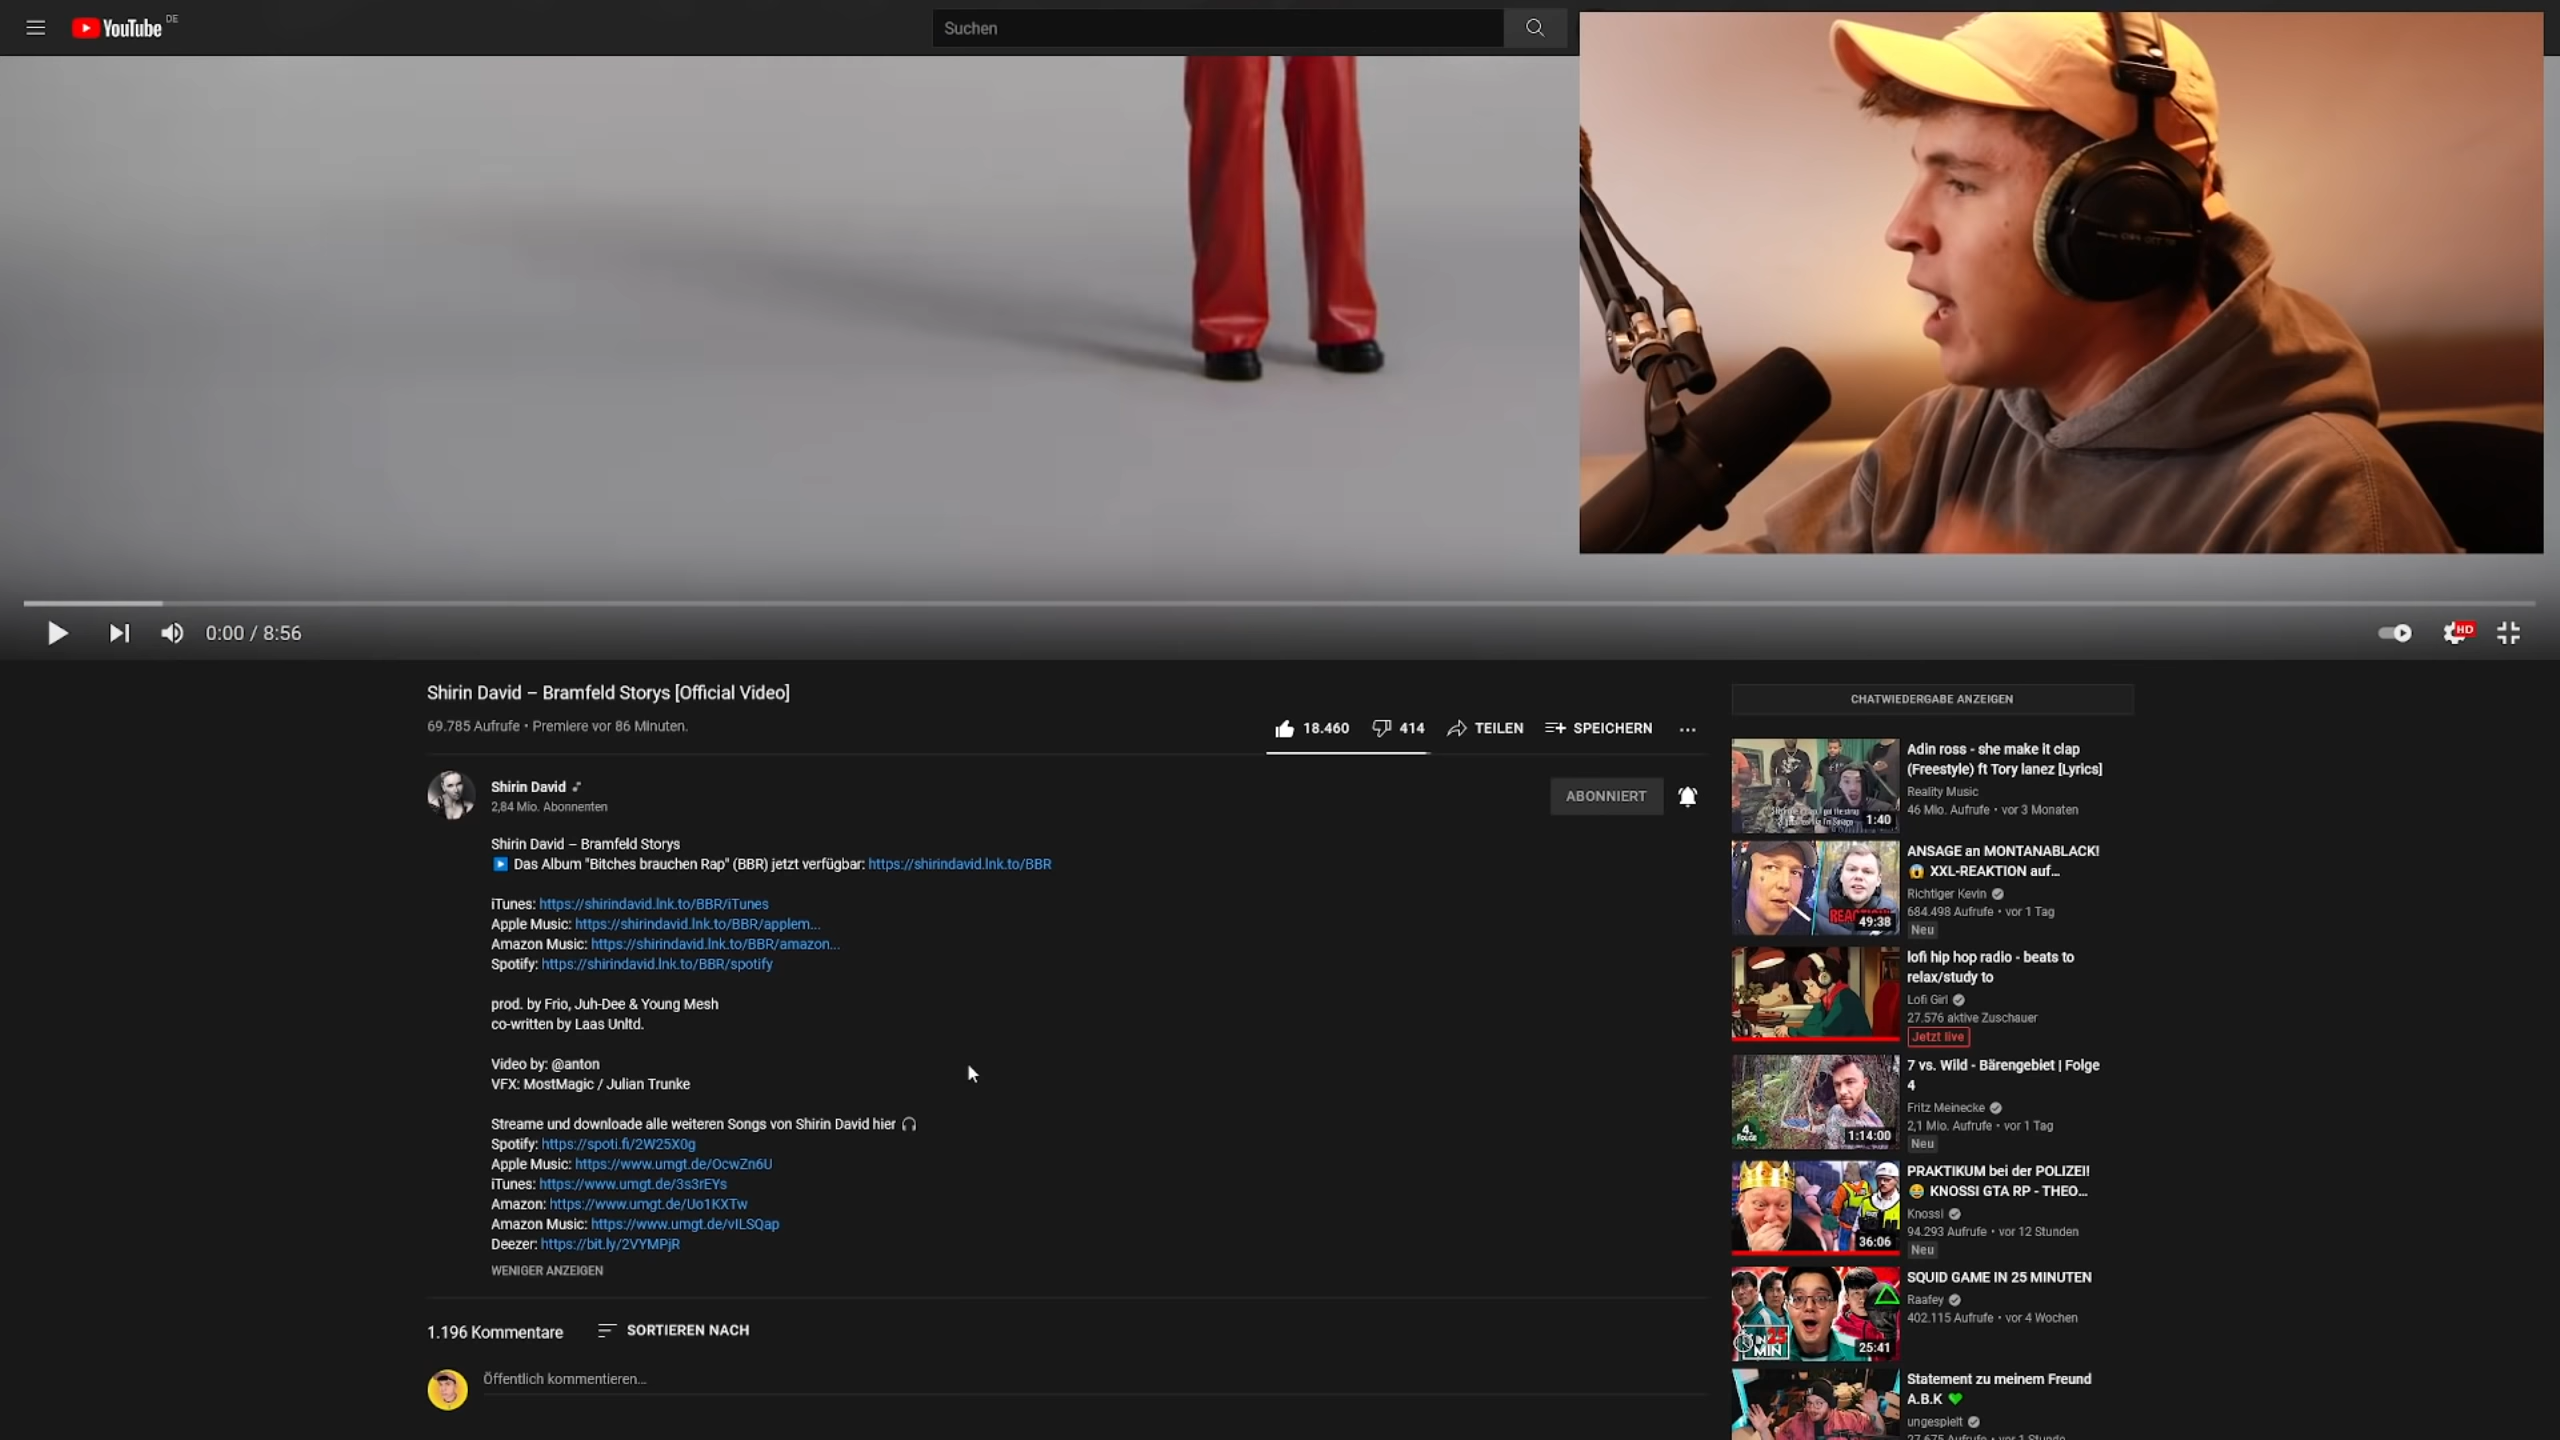 YouTube DE
Suchen
0:00 / 8:56
HD
Shirin David – Bramfeld Storys [Official Video]
69.785 Aufrufe • Premiere vor 86 Minuten.
18.460
414
TEILEN
SPEICHERN
Shirin David
2,84 Mio. Abonnenten
ABONNIERT
Shirin David – Bramfeld Storys
Das Album "Bitches brauchen Rap" (BBR) jetzt verfügbar: https://shirindavid.lnk.to/BBR
iTunes: https://shirindavid.lnk.to/BBR/iTunes
Apple Music: https://shirindavid.lnk.to/BBR/applem...
Amazon Music: https://shirindavid.lnk.to/BBR/amazon...
Spotify: https://shirindavid.lnk.to/BBR/spotify
prod. by Frio, Juh-Dee & Young Mesh
co-written by Laas Unltd.
Video by: @anton
VFX: MostMagic / Julian Trunke
Streame und downloade alle weiteren Songs von Shirin David hier
Spotify: https://spoti.fi/2W25X0g
Apple Music: https://www.umgt.de/OcwZn6U
iTunes: https://www.umgt.de/3s3rEYs
Amazon: https://www.umgt.de/Uo1KXTw
Amazon Music: https://www.umgt.de/vILSQap
Deezer: https://bit.ly/2VYMPjR
WENIGER ANZEIGEN
1.196 Kommentare
SORTIEREN NACH
Öffentlich kommentieren...
CHATWIEDERGABE ANZEIGEN
1:40
Adin ross - she make it clap
(Freestyle) ft Tory lanez [Lyrics]
Reality Music
46 Mio. Aufrufe • vor 3 Monaten
49:38
ANSAGE an MONTANABLACK!
XXL-REAKTION auf...
Richtiger Kevin
684.498 Aufrufe • vor 1 Tag
Neu
lofi hip hop radio - beats to
relax/study to
Lofi Girl
27.576 aktive Zuschauer
Jetzt live
4.
FOLGE
1:14:00
7 vs. Wild - Bärengebiet | Folge
4
Fritz Meinecke
2,1 Mio. Aufrufe • vor 1 Tag
Neu
36:06
PRAKTIKUM bei der POLIZEI!
KNOSSI GTA RP - THEO...
Knossi
94.293 Aufrufe • vor 12 Stunden
Neu
IN 25
MIN
25:41
SQUID GAME IN 25 MINUTEN
Raafey
402.115 Aufrufe • vor 4 Wochen
Statement zu meinem Freund
A.B.K
ungespielt
27.675 Aufrufe • vor 1 Stunde